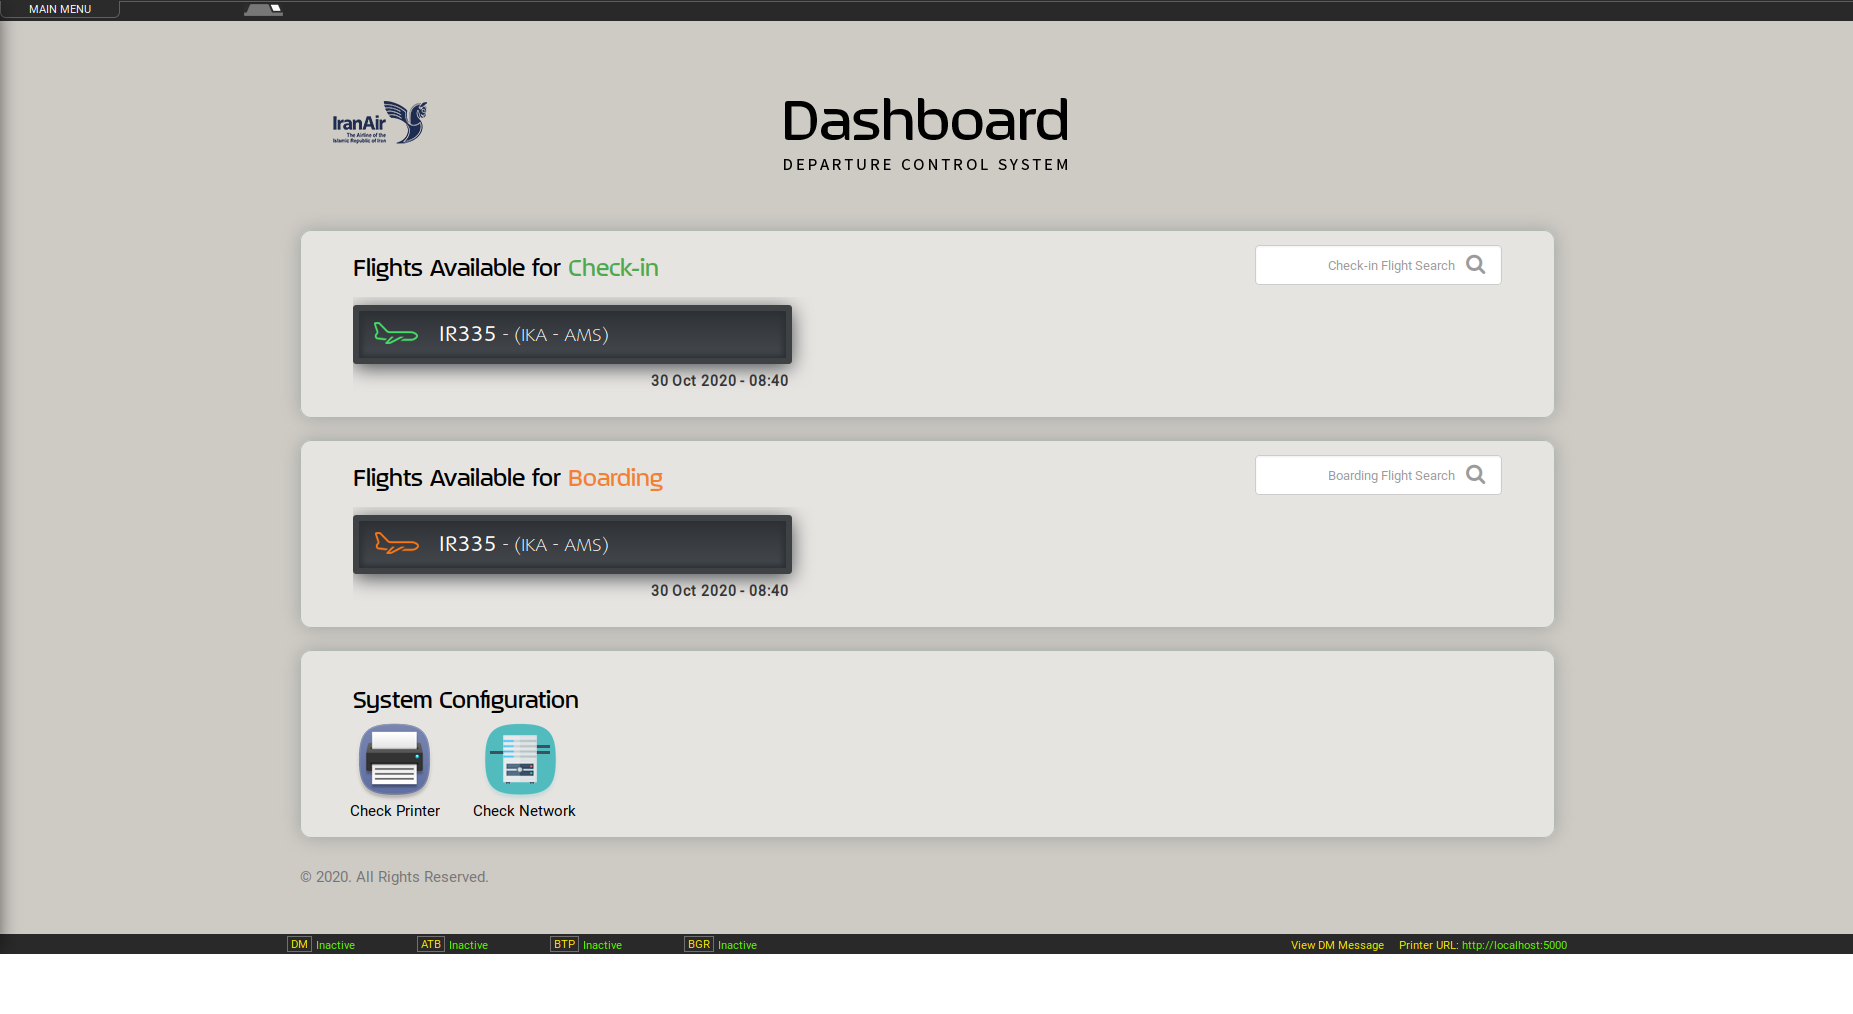 MAIN MENU
IranAir
The Airline of the
Islamic Republic of Iran
Dashboard
DEPARTURE CONTROL SYSTEM
Flights Available for Check-in
Check-in Flight Search
IR335 - (IKA - AMS)
30 Oct 2020 - 08:40
Flights Available for Boarding
Boarding Flight Search
IR335 - (IKA - AMS)
30 Oct 2020 - 08:40
System Configuration
Check Printer
Check Network
© 2020. All Rights Reserved.
DM Inactive ATB Inactive BTP Inactive BGR Inactive View DM Message Printer URL: http://localhost:5000